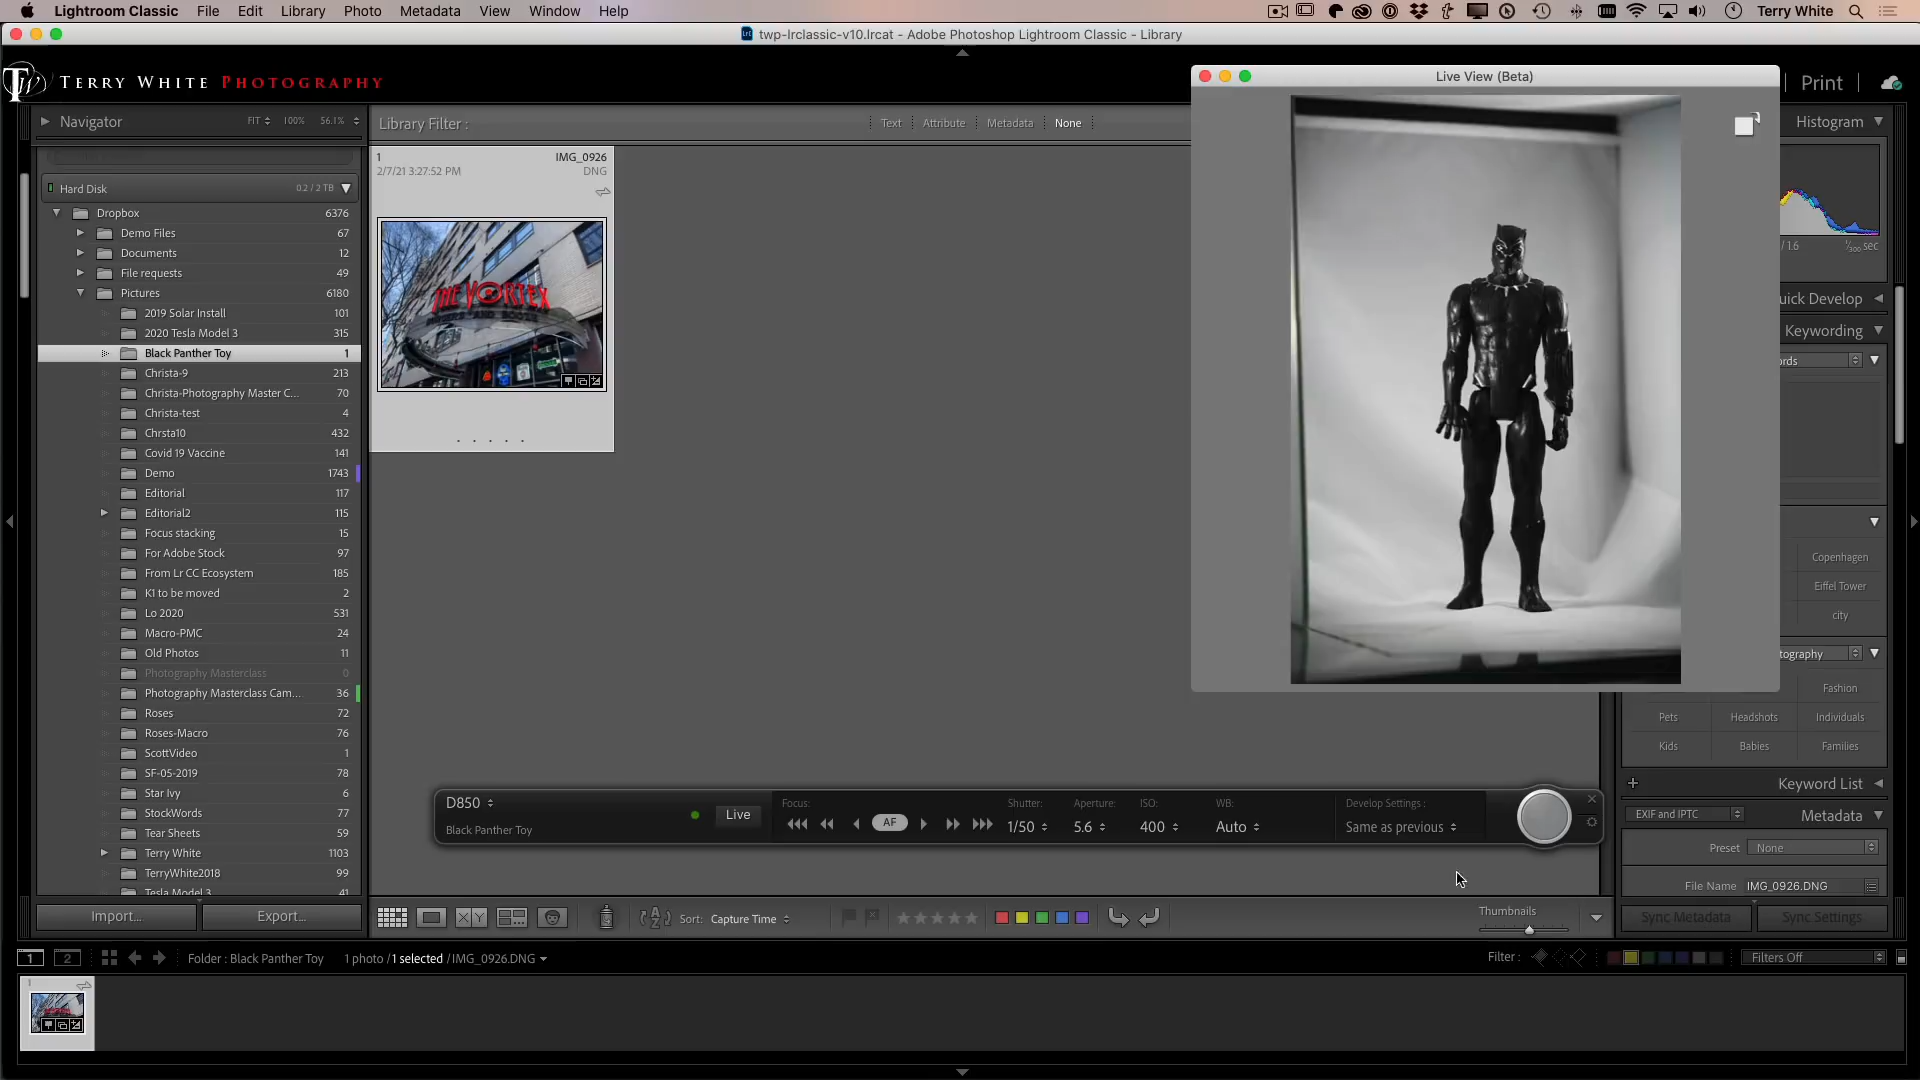 Lightroom Classic File Edit Library Photo Metadata View Window Help Terry White
twp-lrclassic-v10.lrcat - Adobe Photoshop Lightroom Classic - Library
TERRY WHITE PHOTOGRAPHY
Print
Navigator FIT 100% 56.1%
Hard Disk 0.2 / 2 TB
Dropbox 6376
Demo Files 67
Documents 12
File requests 49
Pictures 6180
2019 Solar Install 101
2020 Tesla Model 3 315
Black Panther Toy 1
Christa-9 213
Christa-Photography Master C... 70
Christa-test 4
Chrsta10 432
Covid 19 Vaccine 141
Demo 1743
Editorial 117
Editorial2 115
Focus stacking 15
For Adobe Stock 97
From Lr CC Ecosystem 185
K1 to be moved 2
Lo 2020 531
Macro-PMC 24
Old Photos 11
Photography Masterclass 0
Photography Masterclass Cam... 36
Roses 72
Roses-Macro 76
ScottVideo 1
SF-05-2019 78
Star Ivy 6
StockWords 77
Tear Sheets 59
Terry White 1103
TerryWhite2018 99
Tesla Model 3 41
Import... Export...
Library Filter : Text Attribute Metadata None
1 IMG_0926
2/7/21 3:27:52 PM DNG
THE VORTEX
Live View (Beta)
D850
Black Panther Toy
Live
Focus: Shutter: Aperture: ISO: WB: Develop Settings :
AF 1/50 5.6 400 Auto Same as previous
Sort: Capture Time
Thumbnails
Histogram
/ 1.6 1/300 sec
uick Develop
Keywording
ords
Copenhagen
Eiffel Tower
city
tography
Fashion
Pets Headshots Individuals
Kids Babies Families
Keyword List
EXIF and IPTC Metadata
Preset None
File Name IMG_0926.DNG
Sync Metadata Sync Settings
1 2 Folder : Black Panther Toy 1 photo / 1 selected / IMG_0926.DNG
Filter : Filters Off
1